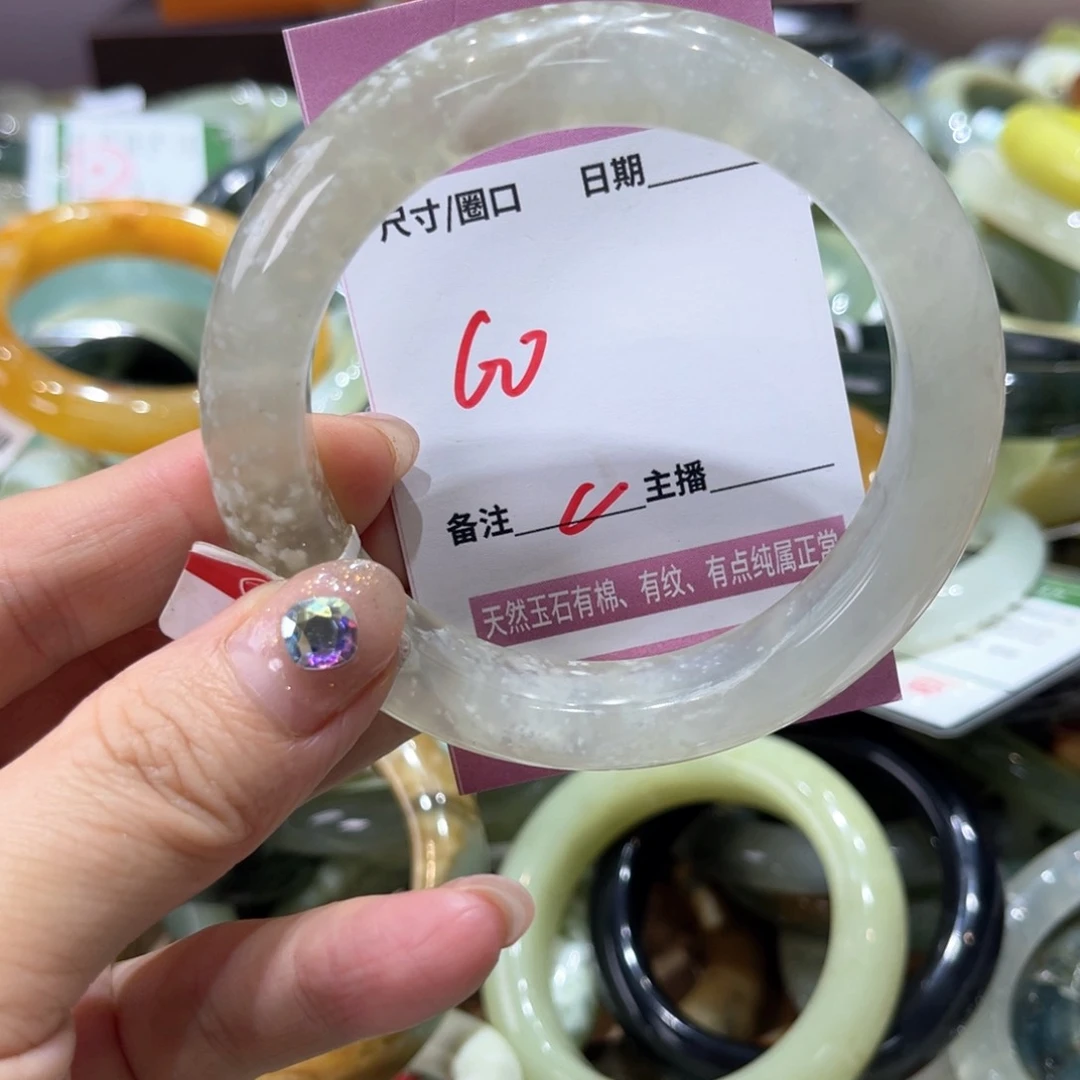 尺寸/圈口 日期
60
备注 主播
天然玉石有棉、有纹、有点纯属正常